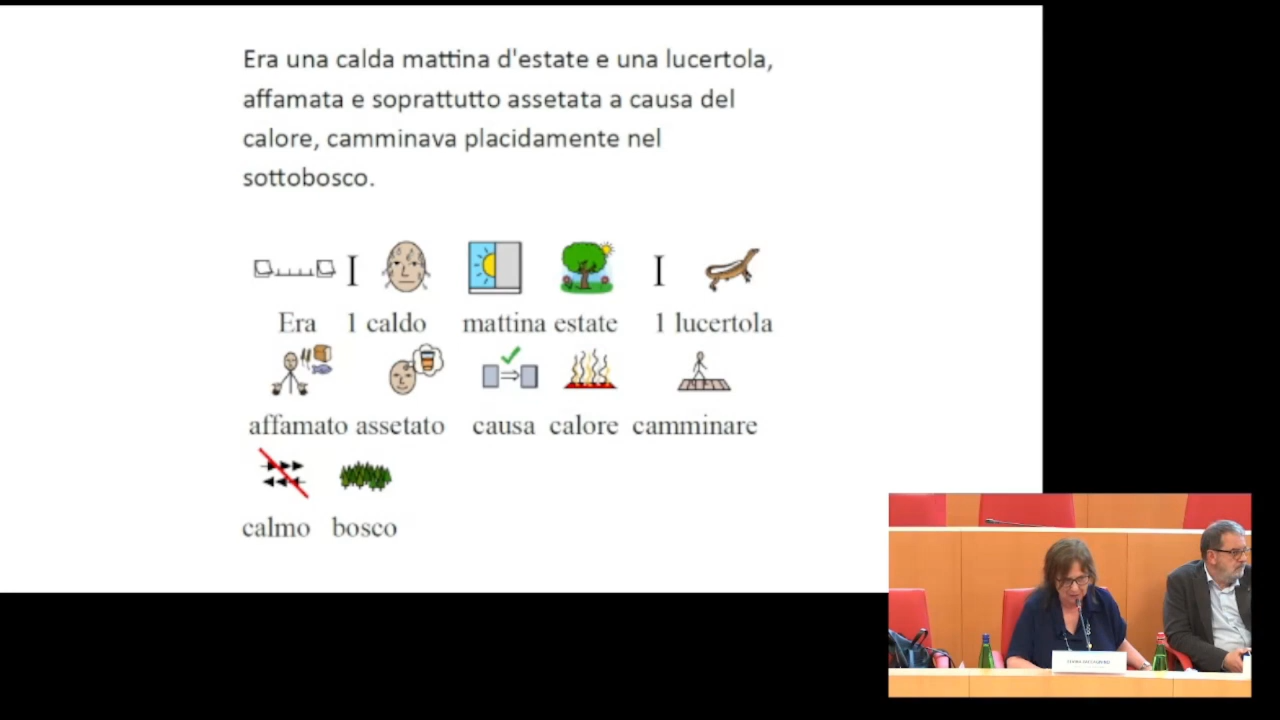 Era una calda mattina d'estate e una lucertola,
affamata e soprattutto assetata a causa del
calore, camminava placidamente nel
sottobosco.
Era 1 caldo mattina estate 1 lucertola
affamato assetato causa calore camminare
calmo bosco